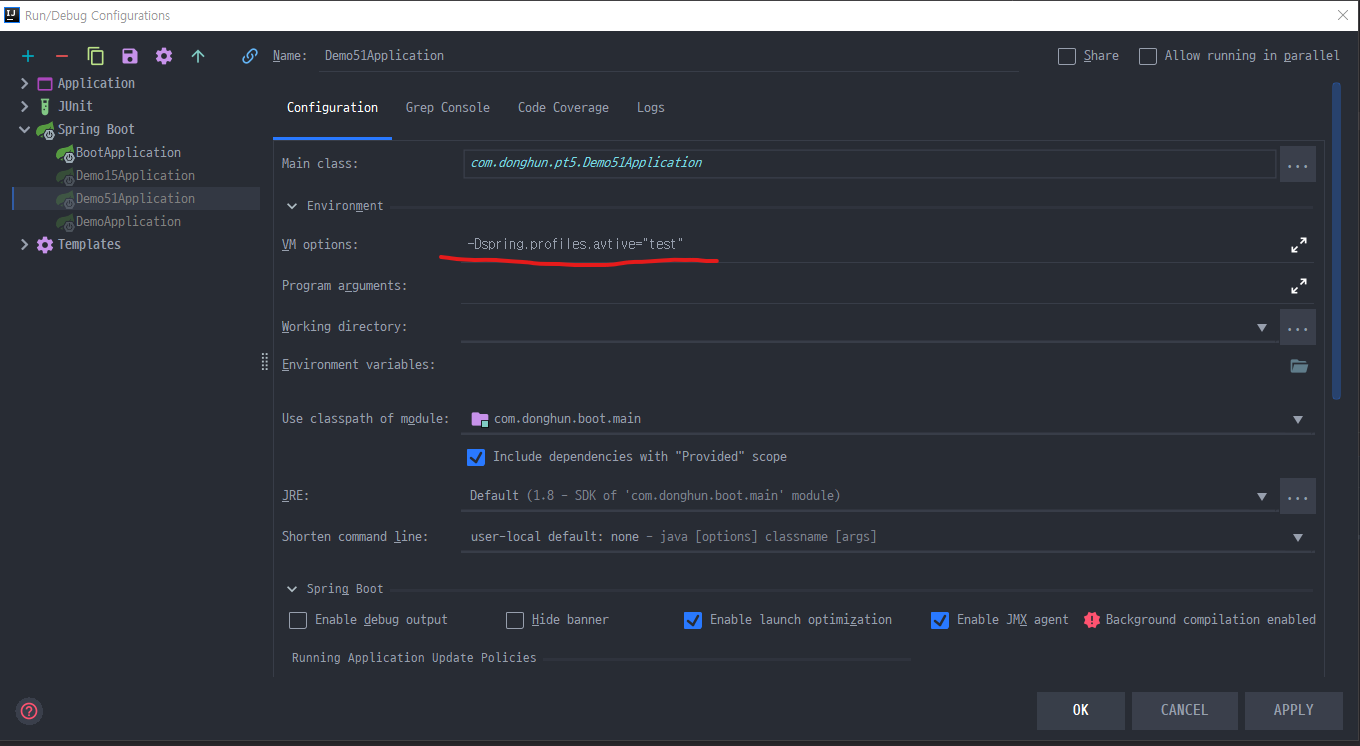 IJ Run/Debug Configurations
Name: Demo51Application
Share
Allow running in parallel
Application
JUnit
Spring Boot
BootApplication
Demo15Application
Demo51Application
DemoApplication
Templates
Configuration Grep Console Code Coverage Logs
Main class: com.donghun.pt5.Demo51Application ...
Environment
VM options: -Dspring.profiles.avtive="test"
Program arguments:
Working directory: ...
Environment variables:
Use classpath of module: com.donghun.boot.main
Include dependencies with "Provided" scope
JRE: Default (1.8 - SDK of 'com.donghun.boot.main' module) ...
Shorten command line: user-local default: none - java [options] classname [args]
Spring Boot
Enable debug output Hide banner Enable launch optimization Enable JMX agent Background compilation enabled
Running Application Update Policies
?
OK CANCEL APPLY